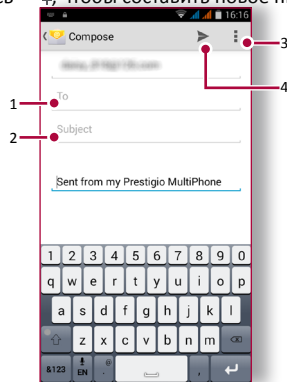 4, чтобы составить новое п
16:16
Compose
3
4
1
To
2
Subject
Sent from my Prestigio MultiPhone
1 2 3 4 5 6 7 8 9 0
q w e r t y u i o p
a s d f g h j k l
z x c v b n m
&123 EN @ . ,